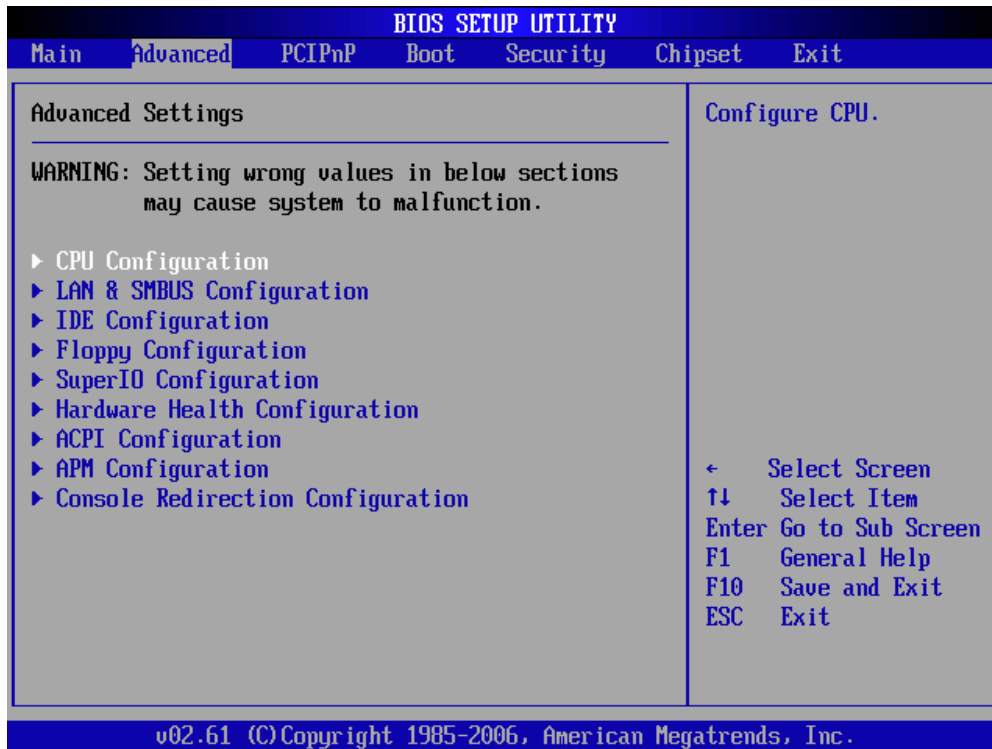 BIOS SETUP UTILITY
Main Advanced PCIPnP Boot Security Chipset Exit
Advanced Settings
WARNING: Setting wrong values in below sections
may cause system to malfunction.
▶ CPU Configuration
▶ LAN & SMBUS Configuration
▶ IDE Configuration
▶ Floppy Configuration
▶ SuperIO Configuration
▶ Hardware Health Configuration
▶ ACPI Configuration
▶ APM Configuration
▶ Console Redirection Configuration
Configure CPU.
← Select Screen
↑↓ Select Item
Enter Go to Sub Screen
F1 General Help
F10 Save and Exit
ESC Exit
v02.61 (C)Copyright 1985-2006, American Megatrends, Inc.